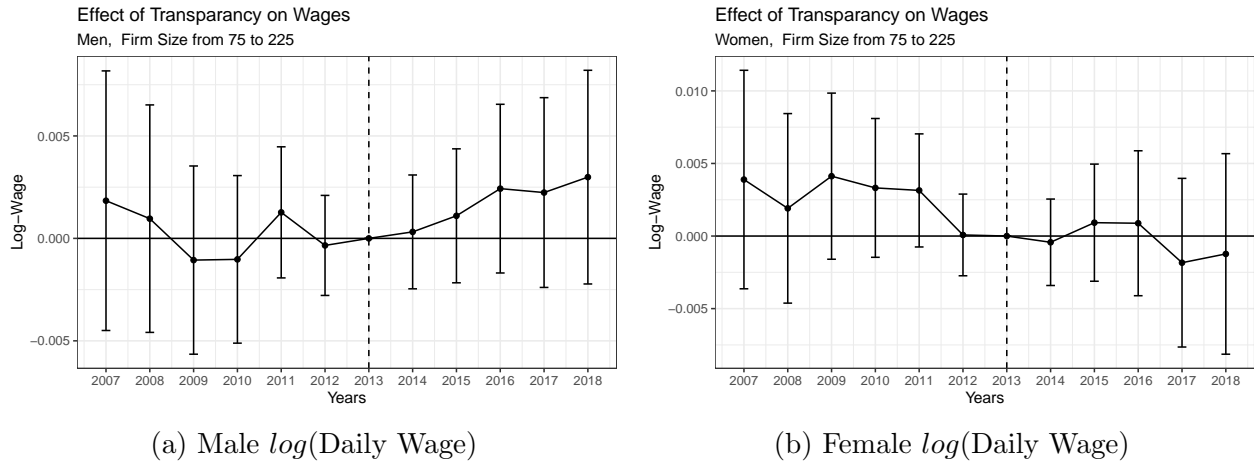 Effect of Transparancy on Wages
Men,  Firm Size from 75 to 225
0.005
0.000
−0.005
Log−Wage
2007 2008 2009 2010 2011 2012 2013 2014 2015 2016 2017 2018
Years
(a) Male log(Daily Wage)
Effect of Transparancy on Wages
Women,  Firm Size from 75 to 225
0.010
0.005
0.000
−0.005
Log−Wage
2007 2008 2009 2010 2011 2012 2013 2014 2015 2016 2017 2018
Years
(b) Female log(Daily Wage)